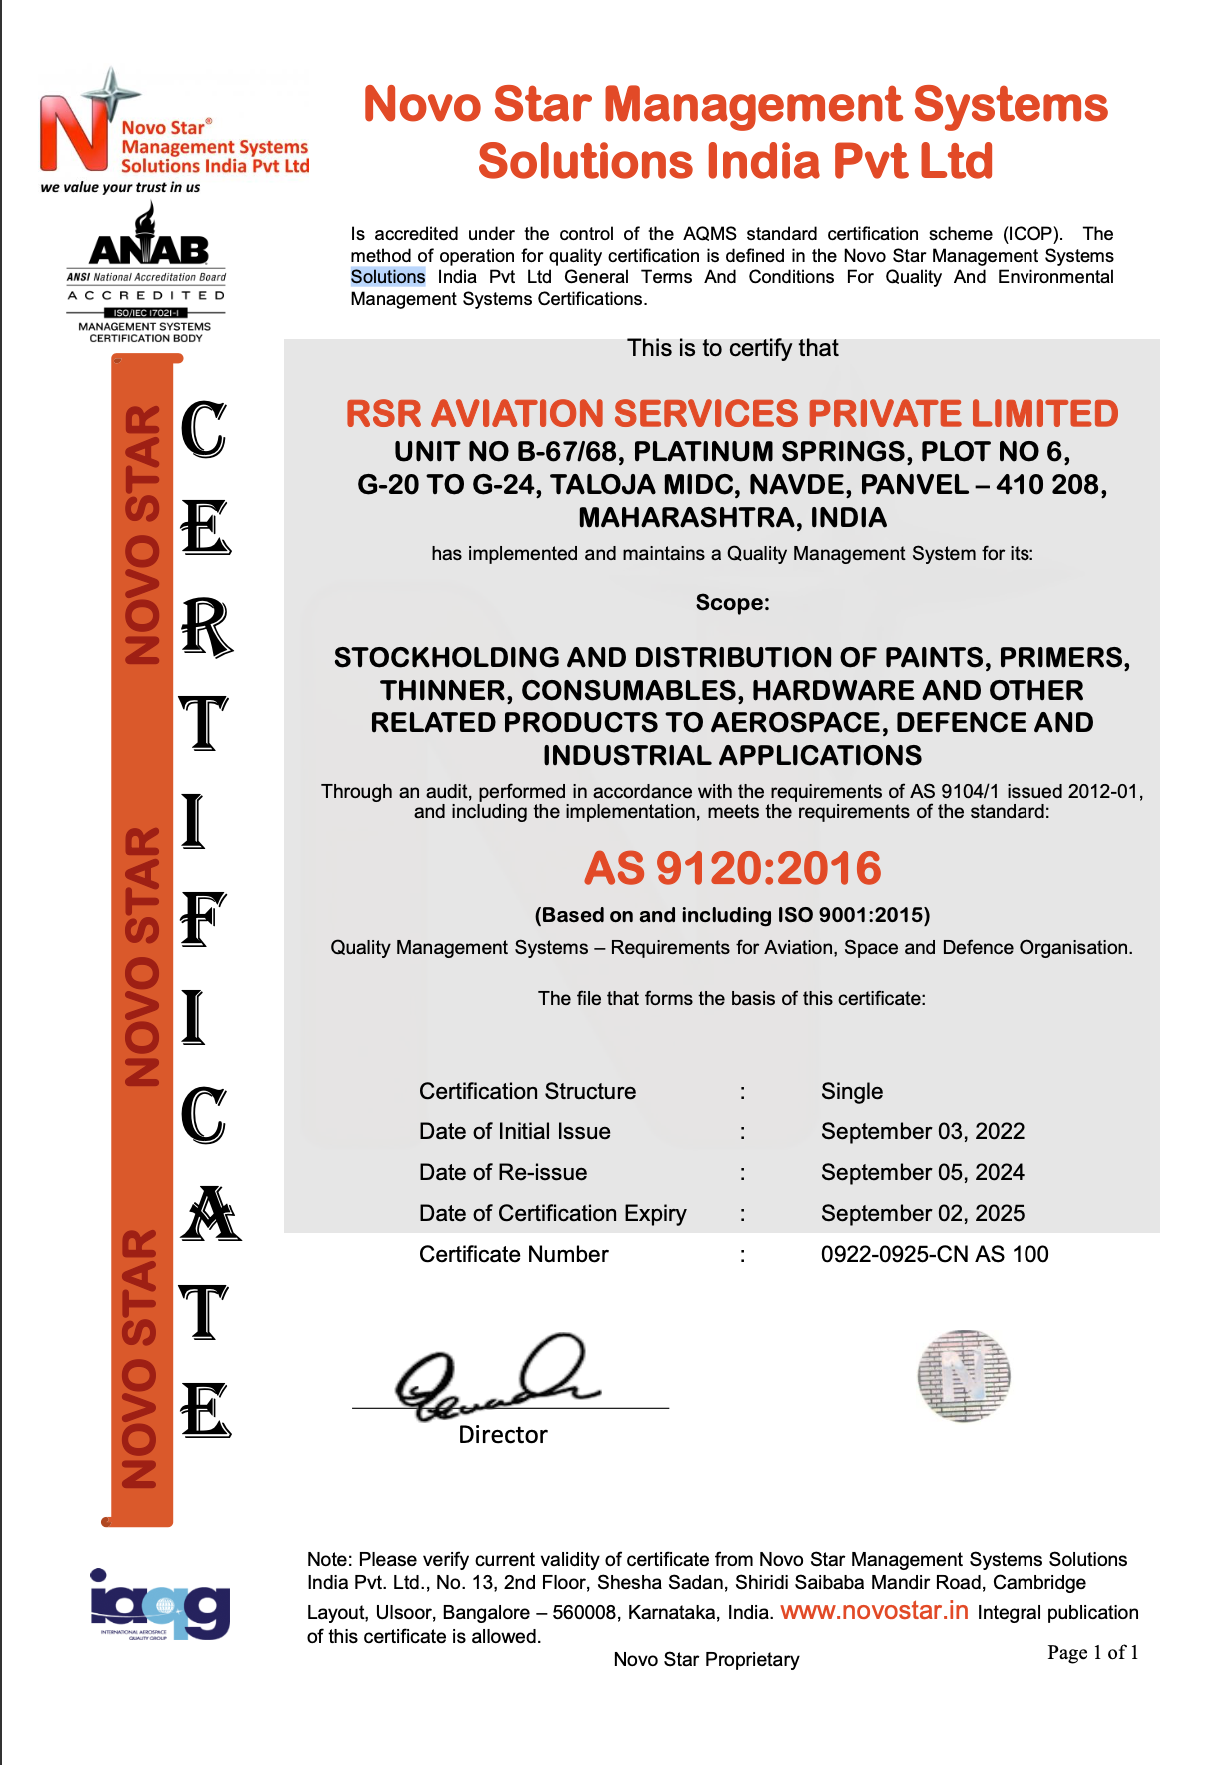 Novo Star®
Management Systems
Solutions India Pvt Ltd
we value your trust in us
ANAB
ANSI National Accreditation Board
ACCREDITED
ISO/IEC 17021-1
MANAGEMENT SYSTEMS
CERTIFICATION BODY
Novo Star Management Systems
Solutions India Pvt Ltd
Is accredited under the control of the AQMS standard certification scheme (ICOP). The
method of operation for quality certification is defined in the Novo Star Management Systems
Solutions India Pvt Ltd General Terms And Conditions For Quality And Environmental
Management Systems Certifications.
NOVO STAR
NOVO STAR
NOVO STAR
CERTIFICATE
This is to certify that
RSR AVIATION SERVICES PRIVATE LIMITED
UNIT NO B-67/68, PLATINUM SPRINGS, PLOT NO 6,
G-20 TO G-24, TALOJA MIDC, NAVDE, PANVEL – 410 208,
MAHARASHTRA, INDIA
has implemented and maintains a Quality Management System for its:
Scope:
STOCKHOLDING AND DISTRIBUTION OF PAINTS, PRIMERS,
THINNER, CONSUMABLES, HARDWARE AND OTHER
RELATED PRODUCTS TO AEROSPACE, DEFENCE AND
INDUSTRIAL APPLICATIONS
Through an audit, performed in accordance with the requirements of AS 9104/1 issued 2012-01,
and including the implementation, meets the requirements of the standard:
AS 9120:2016
(Based on and including ISO 9001:2015)
Quality Management Systems – Requirements for Aviation, Space and Defence Organisation.
The file that forms the basis of this certificate:
Certification Structure : Single
Date of Initial Issue : September 03, 2022
Date of Re-issue : September 05, 2024
Date of Certification Expiry : September 02, 2025
Certificate Number : 0922-0925-CN AS 100
Director
N
iaqg
INTERNATIONAL AEROSPACE
QUALITY GROUP
Note: Please verify current validity of certificate from Novo Star Management Systems Solutions
India Pvt. Ltd., No. 13, 2nd Floor, Shesha Sadan, Shiridi Saibaba Mandir Road, Cambridge
Layout, Ulsoor, Bangalore – 560008, Karnataka, India. www.novostar.in Integral publication
of this certificate is allowed.
Novo Star Proprietary
Page 1 of 1